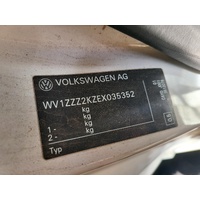 VOLKSWAGEN AG
WV1ZZZ2KZEX035352
kg
kg
1 - kg
2 - kg
Typ